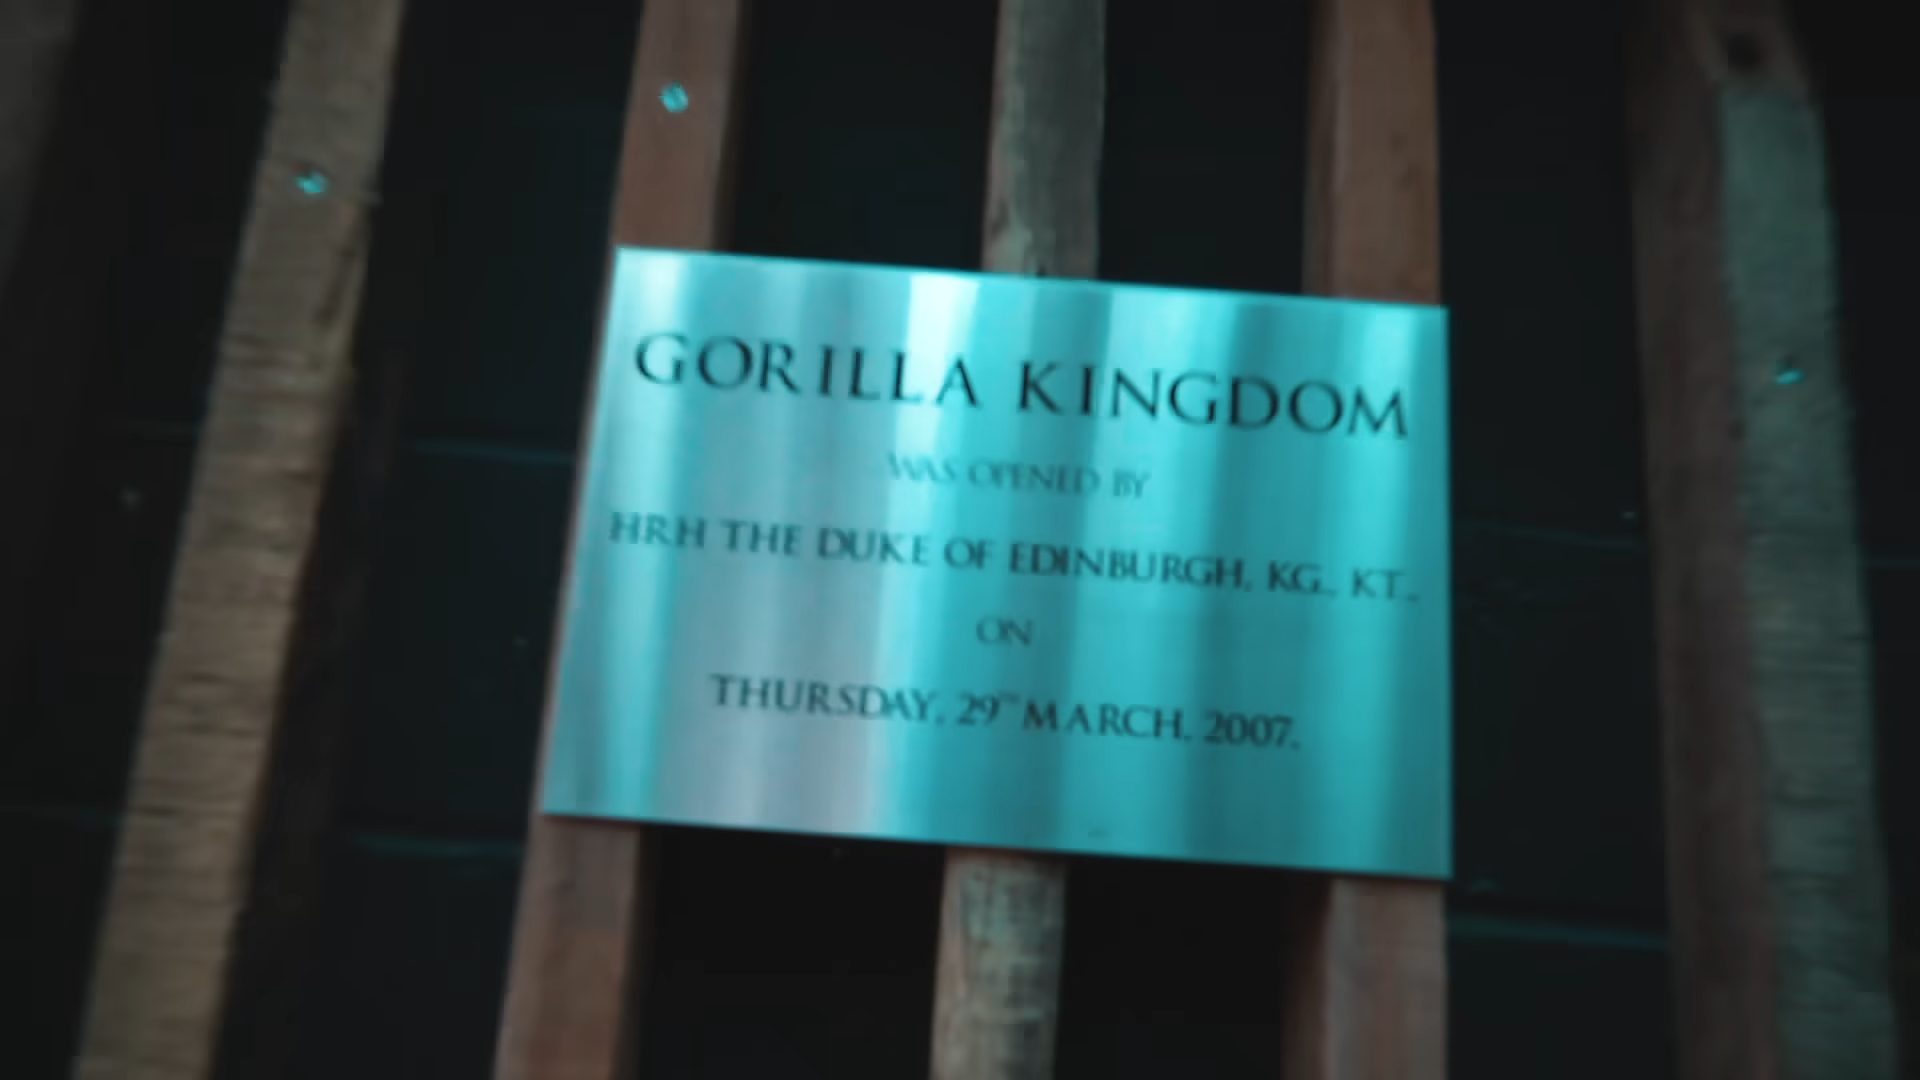 GORILLA KINGDOM
WAS OPENED BY
HRH THE DUKE OF EDINBURGH, KG., KT.,
ON
THURSDAY, 29TH MARCH, 2007.